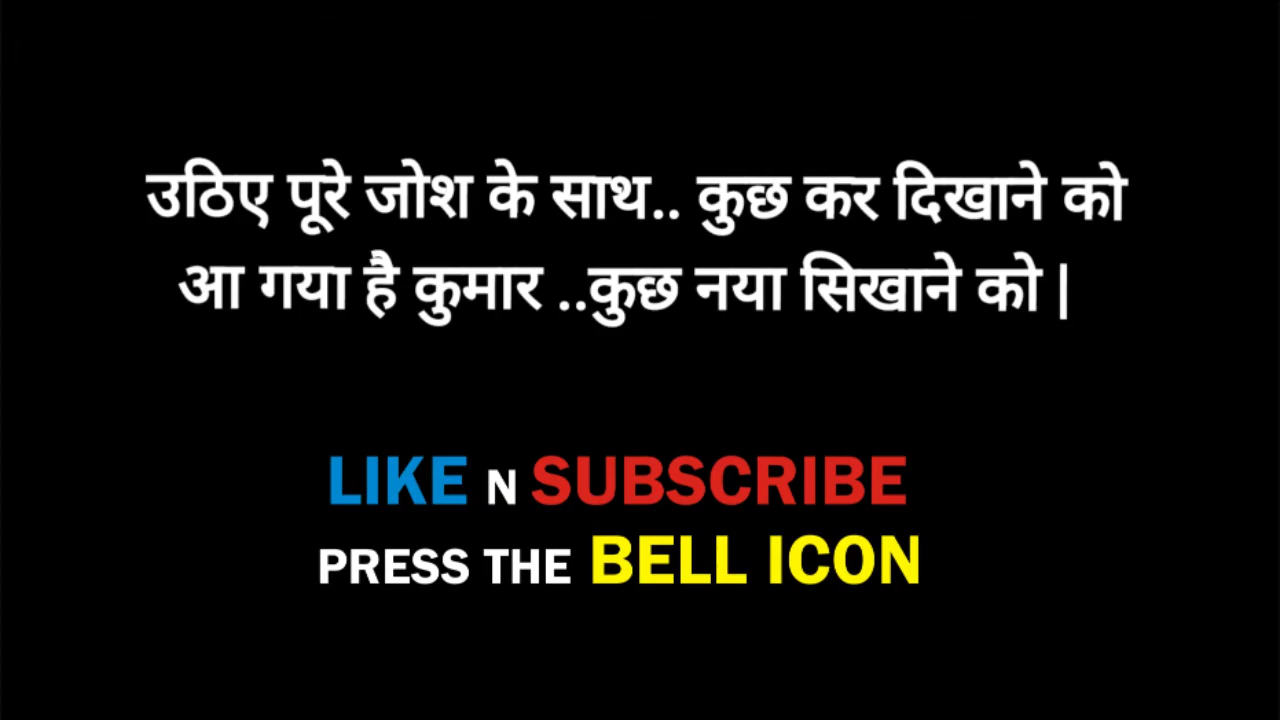 उठिए पूरे जोश के साथ.. कुछ कर दिखाने को
आ गया है कुमार ..कुछ नया सिखाने को |
LIKE N SUBSCRIBE
PRESS THE BELL ICON